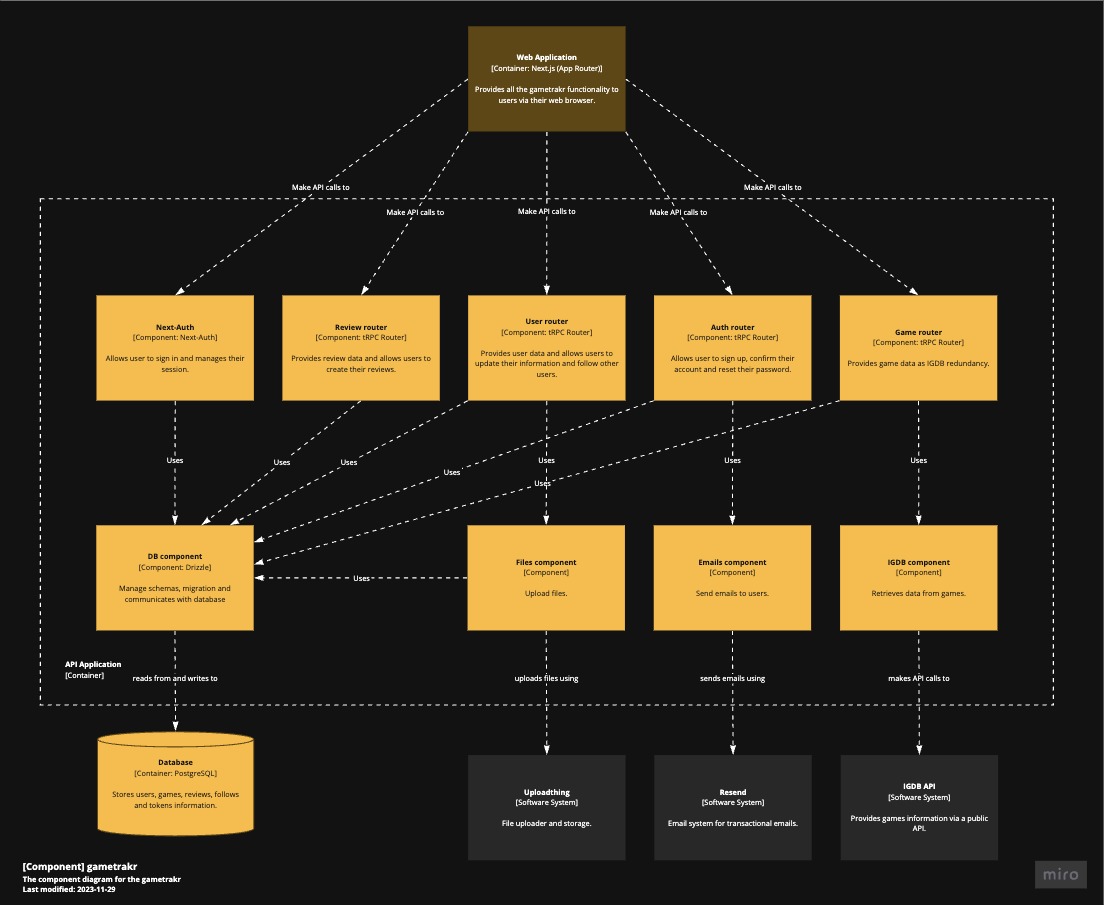 Web Application
[Container: Next.js (App Router)]
Provides all the gametrakr functionality to
users via their web browser.
Make API calls to
Make API calls to
Make API calls to
Make API calls to
Make API calls to
Next-Auth
[Component: Next-Auth]
Allows user to sign in and manages their
session.
Review router
[Component: tRPC Router]
Provides review data and allows users to
create their reviews.
User router
[Component: tRPC Router]
Provides user data and allows users to
update their information and follow other
users.
Auth router
[Component: tRPC Router]
Allows user to sign up, confirm their
account and reset their password.
Game router
[Component: tRPC Router]
Provides game data as IGDB redundancy.
Uses
Uses
Uses
Uses
Uses
Uses
Uses
Uses
DB component
[Component: Drizzle]
Manage schemas, migration and
communicates with database
Uses
Files component
[Component]
Upload files.
Emails component
[Component]
Send emails to users.
IGDB component
[Component]
Retrieves data from games.
API Application
[Container]
reads from and writes to
uploads files using
sends emails using
makes API calls to
Database
[Container: PostgreSQL]
Stores users, games, reviews, follows
and tokens information.
Uploadthing
[Software System]
File uploader and storage.
Resend
[Software System]
Email system for transactional emails.
IGDB API
[Software System]
Provides games information via a public
API.
[Component] gametrakr
The component diagram for the gametrakr
Last modified: 2023-11-29
miro